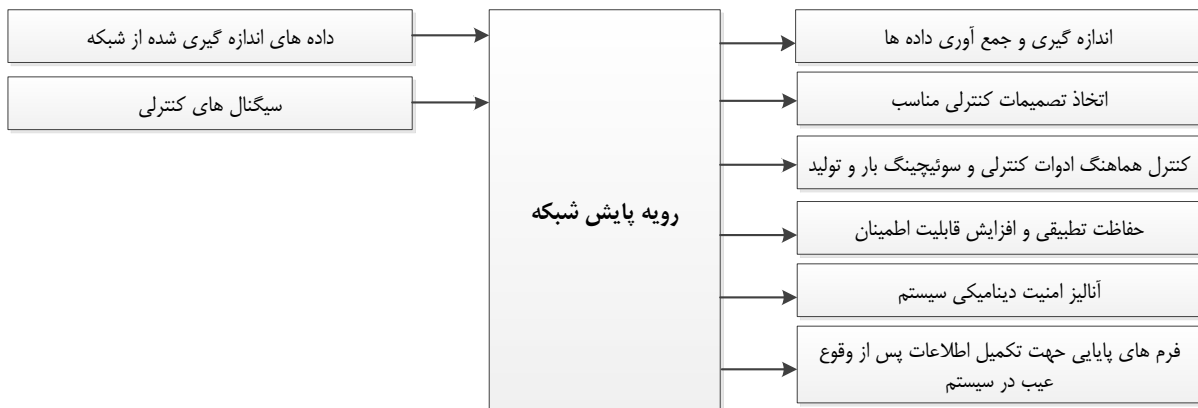 داده های اندازه گیری شده از شبکه
سیگنال های کنترلی
رویه پایش شبکه
اندازه گیری و جمع آوری داده ها
اتخاذ تصمیمات کنترلی مناسب
کنترل هماهنگ ادوات کنترلی و سوئیچینگ بار و تولید
حفاظت تطبیقی و افزایش قابلیت اطمینان
آنالیز امنیت دینامیکی سیستم
فرم های پایایی حهت تکمیل اطلاعات پس از وقوع
عیب در سیستم